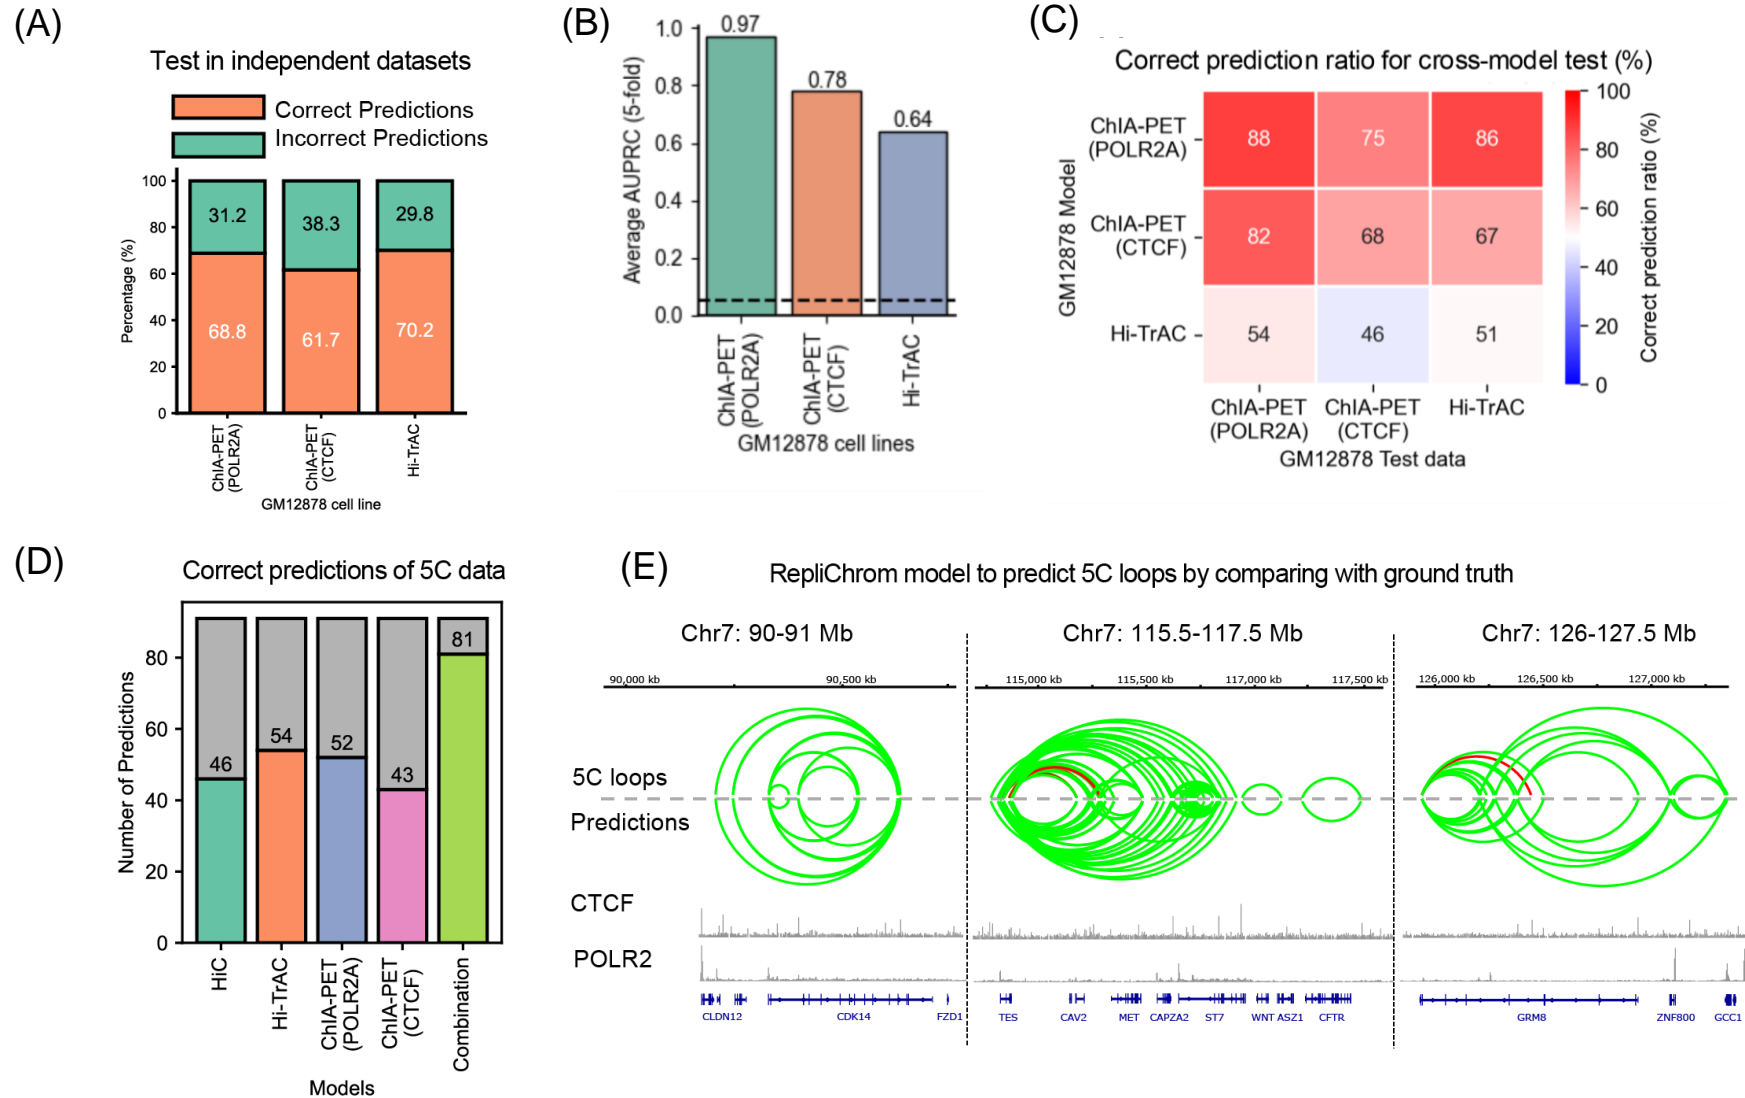 (A)
Test in independent datasets
Correct Predictions
Incorrect Predictions
Percentage (%)
100
80
60
40
20
0
31.2
38.3
29.8
68.8
61.7
70.2
ChIA-PET
(POLR2A)
ChIA-PET
(CTCF)
Hi-TrAC
GM12878 cell line
(B)
Average AUPRC (5-fold)
1.0
0.8
0.6
0.4
0.2
0.0
0.97
0.78
0.64
ChIA-PET
(POLR2A)
ChIA-PET
(CTCF)
Hi-TrAC
GM12878 cell lines
(C)
Correct prediction ratio for cross-model test (%)
GM12878 Model
ChIA-PET
(POLR2A)
88 75 86
ChIA-PET
(CTCF)
82 68 67
Hi-TrAC
54 46 51
ChIA-PET
(POLR2A)
ChIA-PET
(CTCF)
Hi-TrAC
GM12878 Test data
100
80
60
40
20
0
Correct prediction ratio (%)
(D)
Correct predictions of 5C data
Number of Predictions
80
60
40
20
0
46
54
52
43
81
HiC
Hi-TrAC
ChIA-PET
(POLR2A)
ChIA-PET
(CTCF)
Combination
Models
(E)
RepliChrom model to predict 5C loops by comparing with ground truth
Chr7: 90-91 Mb
Chr7: 115.5-117.5 Mb
Chr7: 126-127.5 Mb
90,000 kb 90,500 kb
115,000 kb 115,500 kb 117,000 kb 117,500 kb
126,000 kb 126,500 kb 127,000 kb
5C loops
Predictions
CTCF
POLR2
CLDN12 CDK14 FZD1
TES CAV2 MET CAPZA2 ST7 WNT ASZ1 CFTR
GRM8 ZNF800 GCC1